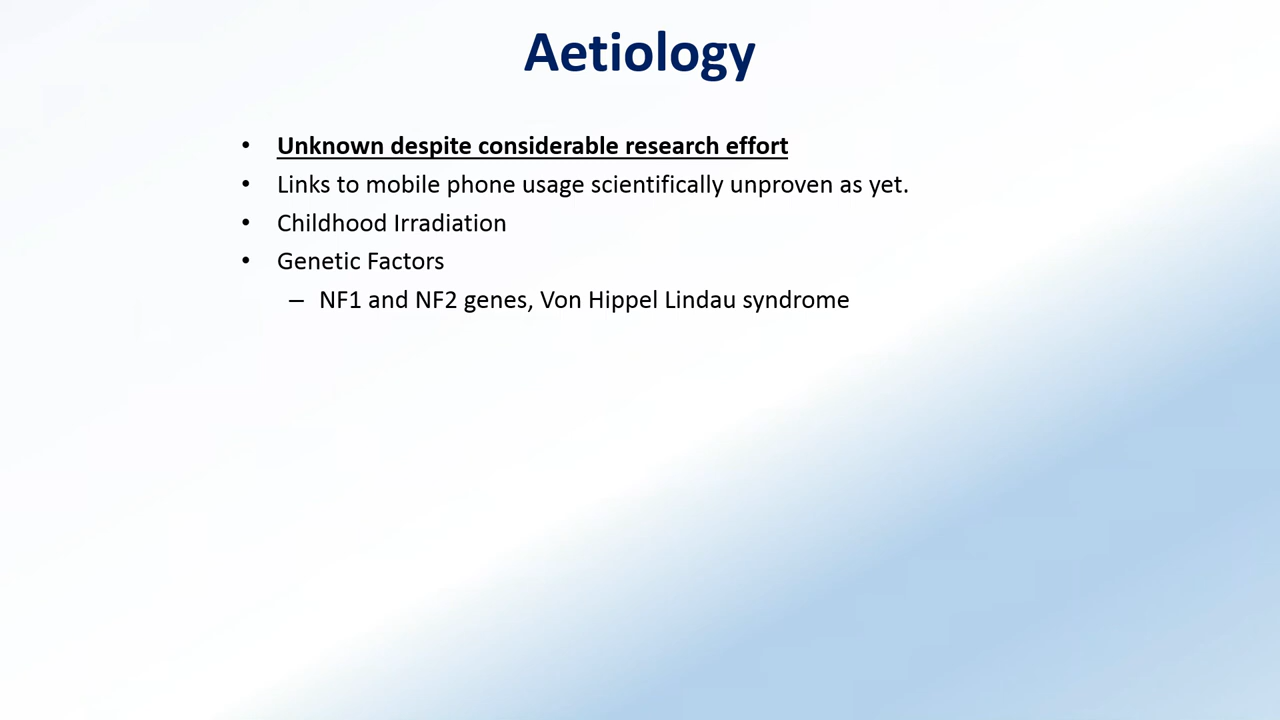 Aetiology
• Unknown despite considerable research effort
• Links to mobile phone usage scientifically unproven as yet.
• Childhood Irradiation
• Genetic Factors
– NF1 and NF2 genes, Von Hippel Lindau syndrome